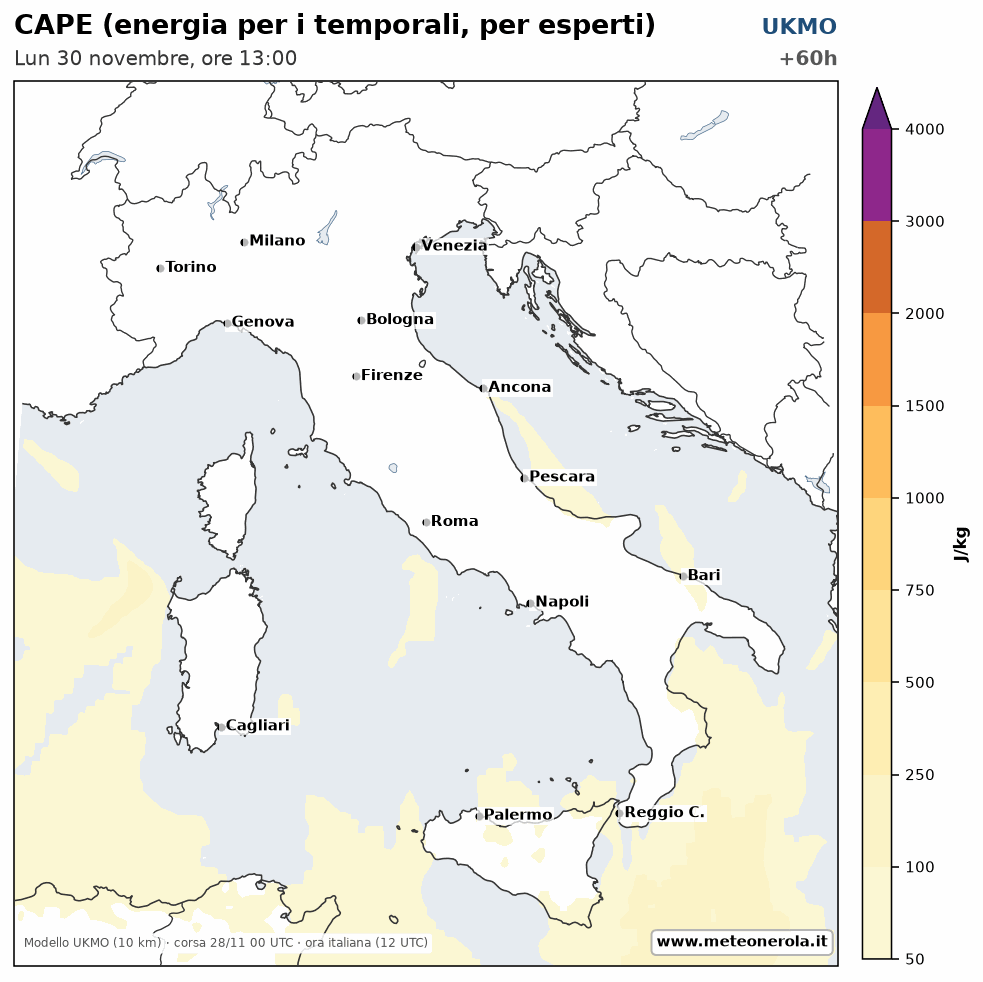 CAPE (energia per i temporali, per esperti)
UKMO
Lun 30 novembre, ore 13:00
+60h
Milano
Venezia
Torino
Genova
Bologna
Firenze
Ancona
Pescara
Roma
Bari
Napoli
Cagliari
Palermo
Reggio C.
4000
3000
2000
1500
1000
750
500
250
100
50
J/kg
Modello UKMO (10 km) · corsa 28/11 00 UTC · ora italiana (12 UTC)
www.meteonerola.it